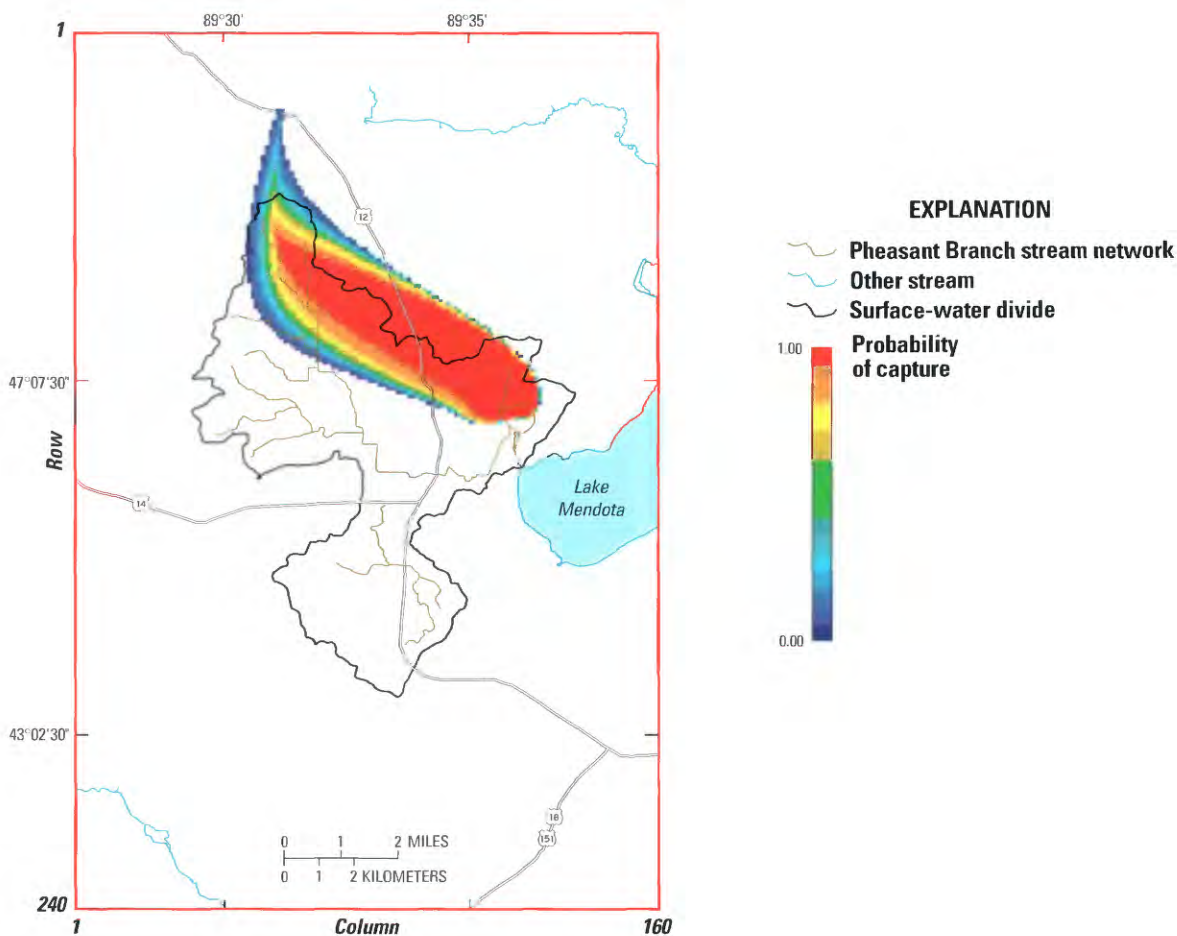 1
89°30'
89°35'
12
EXPLANATION
Pheasant Branch stream network
Other stream
Surface-water divide
1.00
Probability
of capture
0.00
47°07'30"
Row
Lake
Mendota
14
43°02'30"
0 1 2 MILES
0 1 2 KILOMETERS
18
151
240
1
Column
160